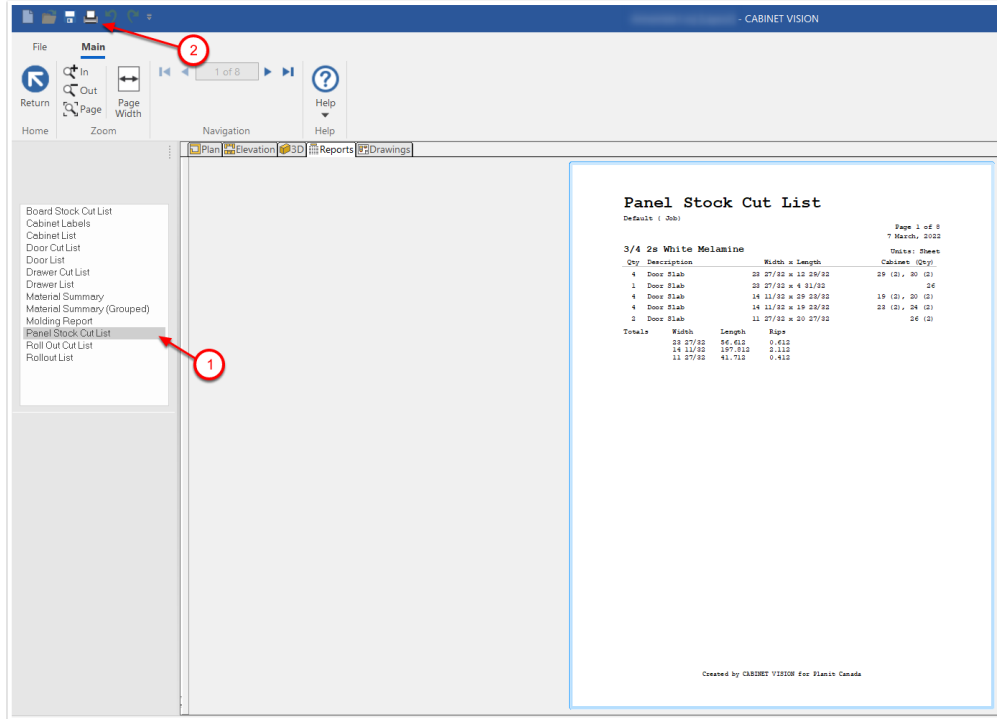 - CABINET VISION
2
File Main
In
Out
Page
Return
Page Width
1 of 8
Help
Home Zoom Navigation Help
Plan Elevation 3D Reports Drawings
Board Stock Cut List
Cabinet Labels
Cabinet List
Door Cut List
Door List
Drawer Cut List
Drawer List
Material Summary
Material Summary (Grouped)
Molding Report
Panel Stock Cut List
Roll Out Cut List
Rollout List
1
Panel Stock Cut List
Default ( Job)
Page 1 of 8
7 March, 2022
3/4 2s White Melamine Units: Sheet
Qty Description Width x Length Cabinet (Qty)
4 Door Slab 23 27/32 x 12 29/32 29 (2), 30 (2)
1 Door Slab 23 27/32 x 4 31/32 26
4 Door Slab 14 11/32 x 29 23/32 19 (2), 20 (2)
4 Door Slab 14 11/32 x 19 23/32 23 (2), 24 (2)
2 Door Slab 11 27/32 x 20 27/32 26 (2)
Totals Width Length Rips
23 27/32 56.612 0.612
14 11/32 197.812 2.112
11 27/32 41.712 0.412
Created by CABINET VISION for Planit Canada